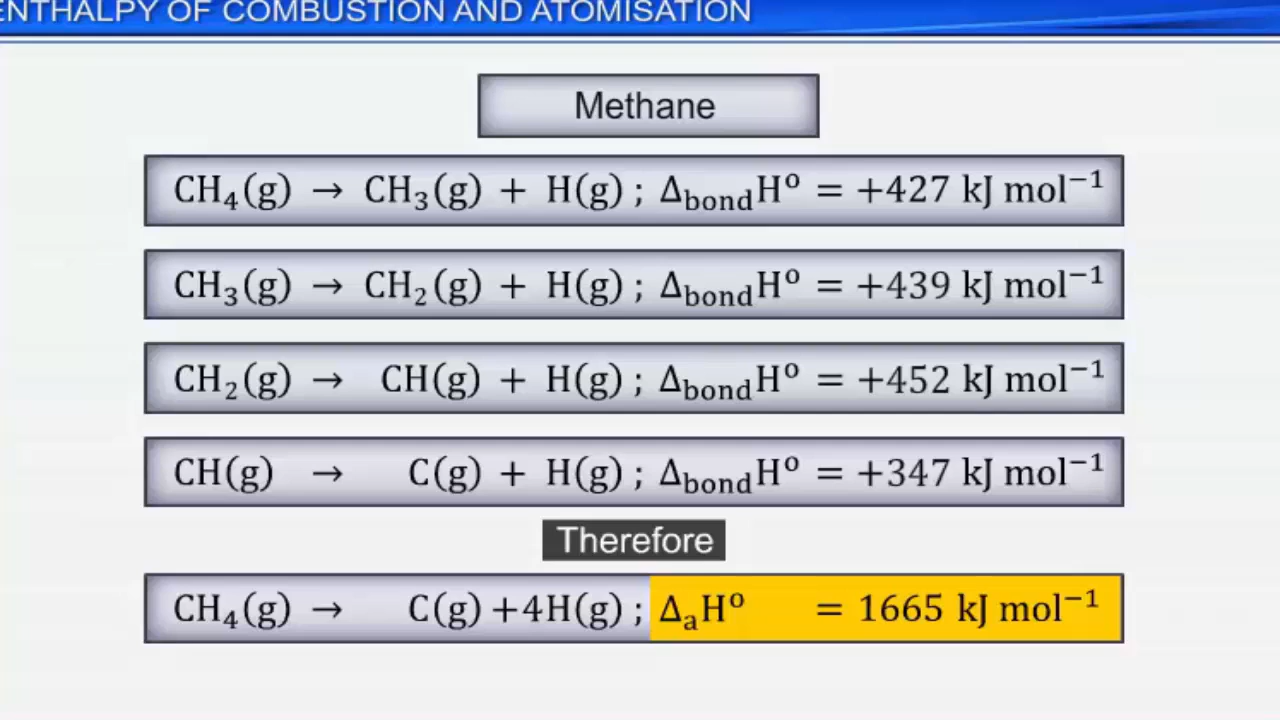 ENTHALPY OF COMBUSTION AND ATOMISATION
Methane
CH₄(g) → CH₃(g) + H(g) ; Δ_bondH° = +427 kJ mol⁻¹
CH₃(g) → CH₂(g) + H(g) ; Δ_bondH° = +439 kJ mol⁻¹
CH₂(g) → CH(g) + H(g) ; Δ_bondH° = +452 kJ mol⁻¹
CH(g) → C(g) + H(g) ; Δ_bondH° = +347 kJ mol⁻¹
Therefore
CH₄(g) → C(g) +4H(g) ; ΔₐH° = 1665 kJ mol⁻¹